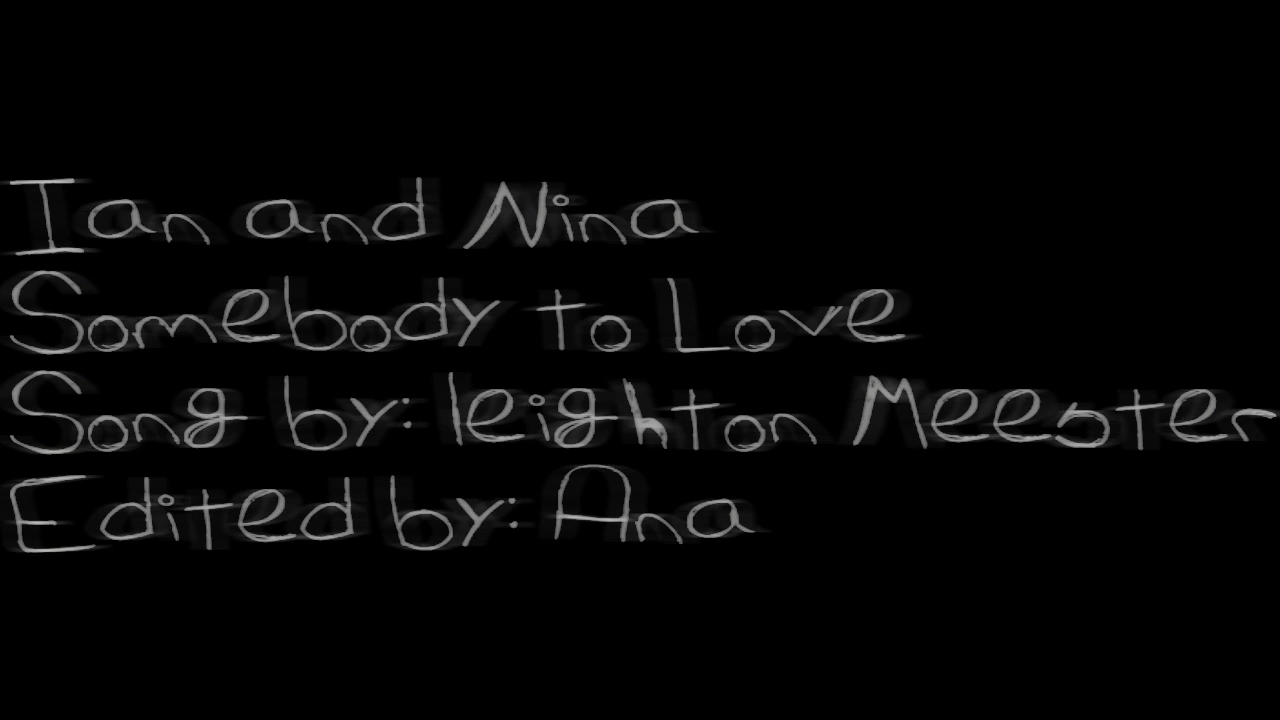 Ian and Nina
Somebody to Love
Song by: leighton Meester
Edited by: Ana